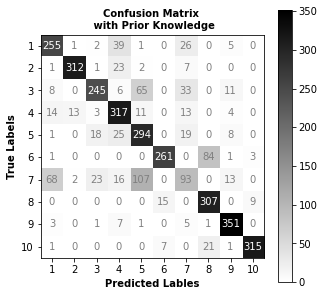 Confusion Matrix
with Prior Knowledge
1 255 1 2 39 1 0 26 0 5 0
2 1 312 1 23 2 0 7 0 0 0
3 8 0 245 6 65 0 33 0 11 0
4 14 13 3 317 11 0 13 0 4 0
5 1 0 18 25 294 0 19 0 8 0
6 1 0 0 0 0 261 0 84 1 3
7 68 2 23 16 107 0 93 0 13 0
8 0 0 0 0 0 15 0 307 0 9
9 3 0 1 7 1 0 5 1 351 0
10 1 0 0 0 0 7 0 21 1 315
1 2 3 4 5 6 7 8 9 10
True Labels
Predicted Lables
350
300
250
200
150
100
50
0